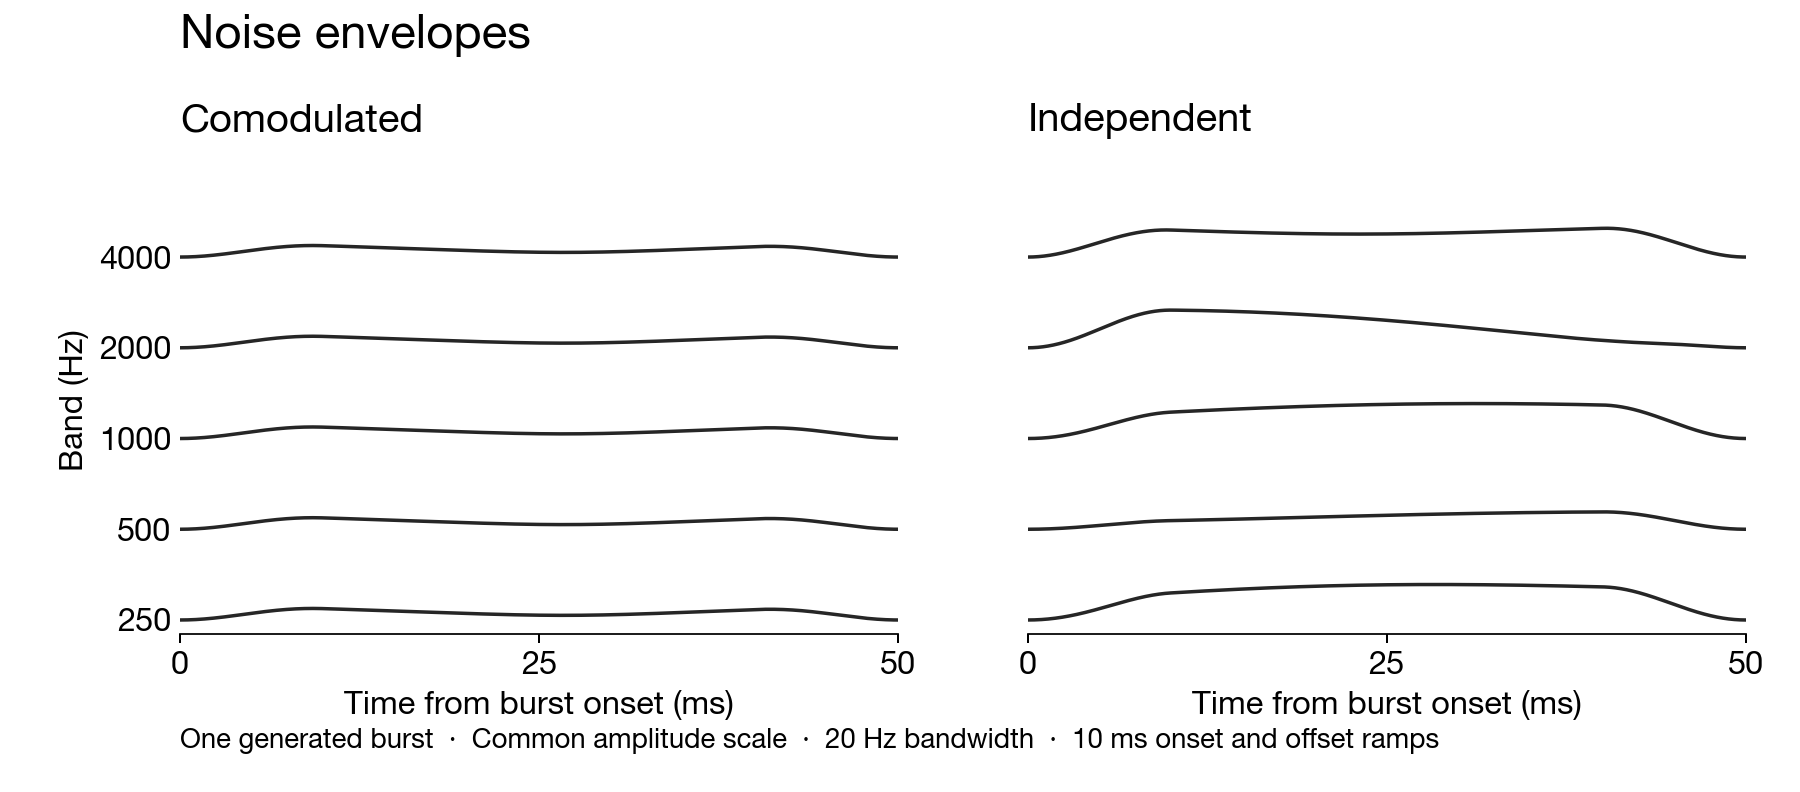 Noise envelopes
Comodulated
Independent
Band (Hz)
4000
2000
1000
500
250
0 25 50
0 25 50
Time from burst onset (ms)
Time from burst onset (ms)
One generated burst · Common amplitude scale · 20 Hz bandwidth · 10 ms onset and offset ramps